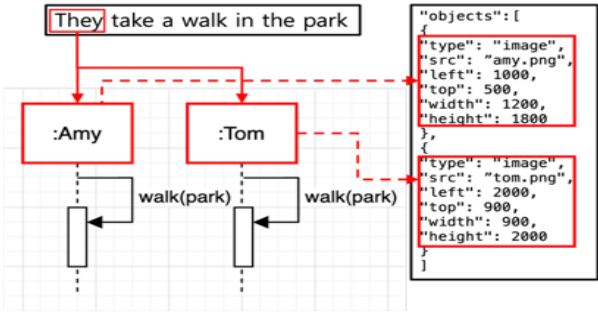 They take a walk in the park
:Amy
:Tom
walk(park)
walk(park)
"objects":[
{
"type": "image",
"src": ”amy.png",
"left": 1000,
"top": 500,
"width": 1200,
"height": 1800
},
{
"type": "image",
"src": ”tom.png",
"left": 2000,
"top": 900,
"width": 900,
"height": 2000
}
]